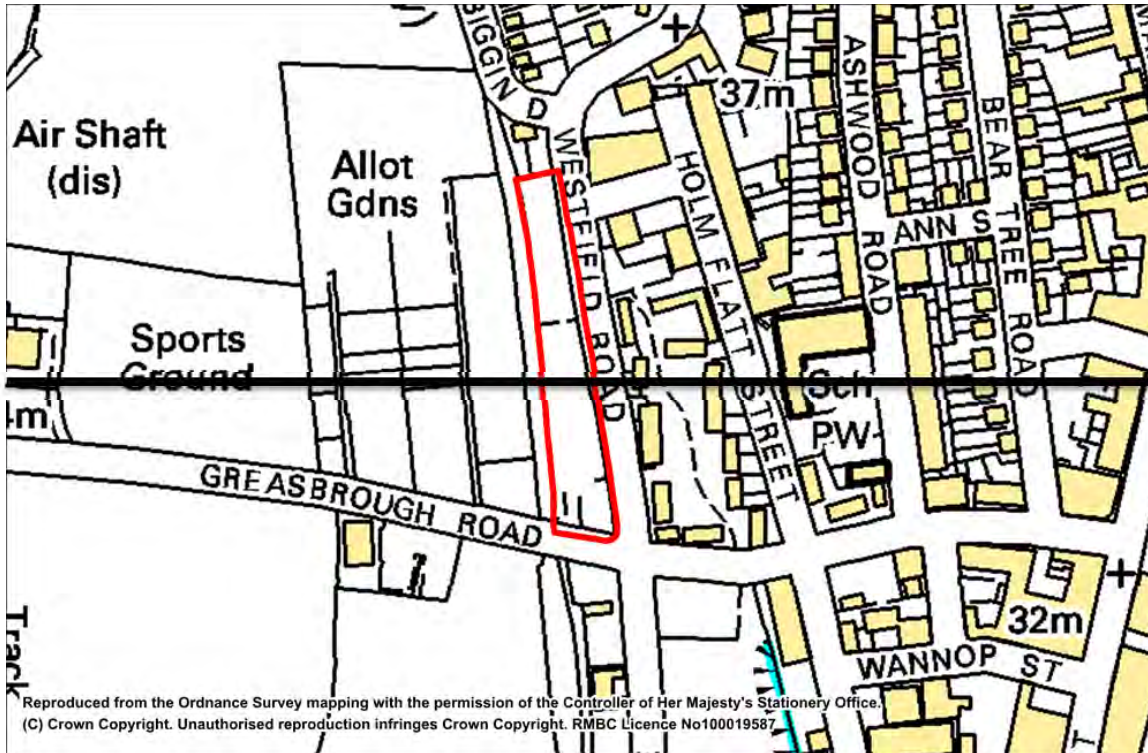 BIGGIN D
37m
Air Shaft
(dis)
Allot
Gdns
WESTFIELD ROAD
HOLM FLATT STREET
ASHWOOD ROAD
BEAR TREE ROAD
ANN S
Sports
Ground
Sch
PW
4m
GREASBROUGH ROAD
32m
WANNOP ST
Track
Reproduced from the Ordnance Survey mapping with the permission of the Controller of Her Majesty's Stationery Office.
(C) Crown Copyright. Unauthorised reproduction infringes Crown Copyright. RMBC Licence No100019587